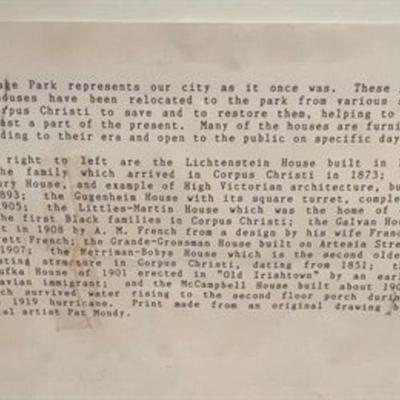 age Park represents our city as it once was. These
ouses have been relocated to the park from various
rpus Christi to save and to restore them, helping to
ast a part of the present. Many of the houses are furni
ding to their era and open to the public on specific day
right to left are the Lichtenstein House built in
he family which arrived in Corpus Christi in 1873;
ury House, and example of High Victorian architecture, bu
893; the Gugenheim House with its square turret, comple
905; the Littles-Martin House which was the home of
the first Black families in Corpus Christi; the Galvan Hou
t in 1908 by A. M. French from a design by his wife Fran
ett French; the Grande-Grossman House built on Artesia Stre
1907; the Merriman-Bobys House which is the second olde
sting structure in Corpus Christi, dating from 1851; th
ufka House of 1901 erected in "Old Irishtown" by an ear
avian immigrant; and the McCampbell House built about 190
ch survived water rising to the second floor porch durin
1919 hurricane. Print made from an original drawing b
al artist Pat Mondy.